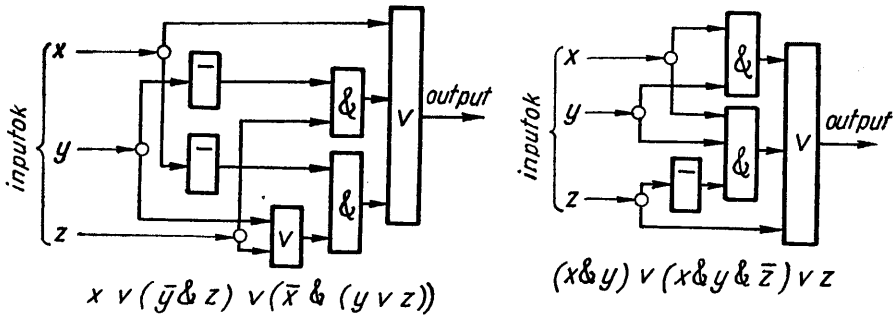 inputok
x
y
z
–
–
&
&
v
v
output
x v (ȳ & z) v (x̄ & (y v z))
inputok
x
y
z
&
&
–
v
output
(x&y) v (x&y& z̄) v z